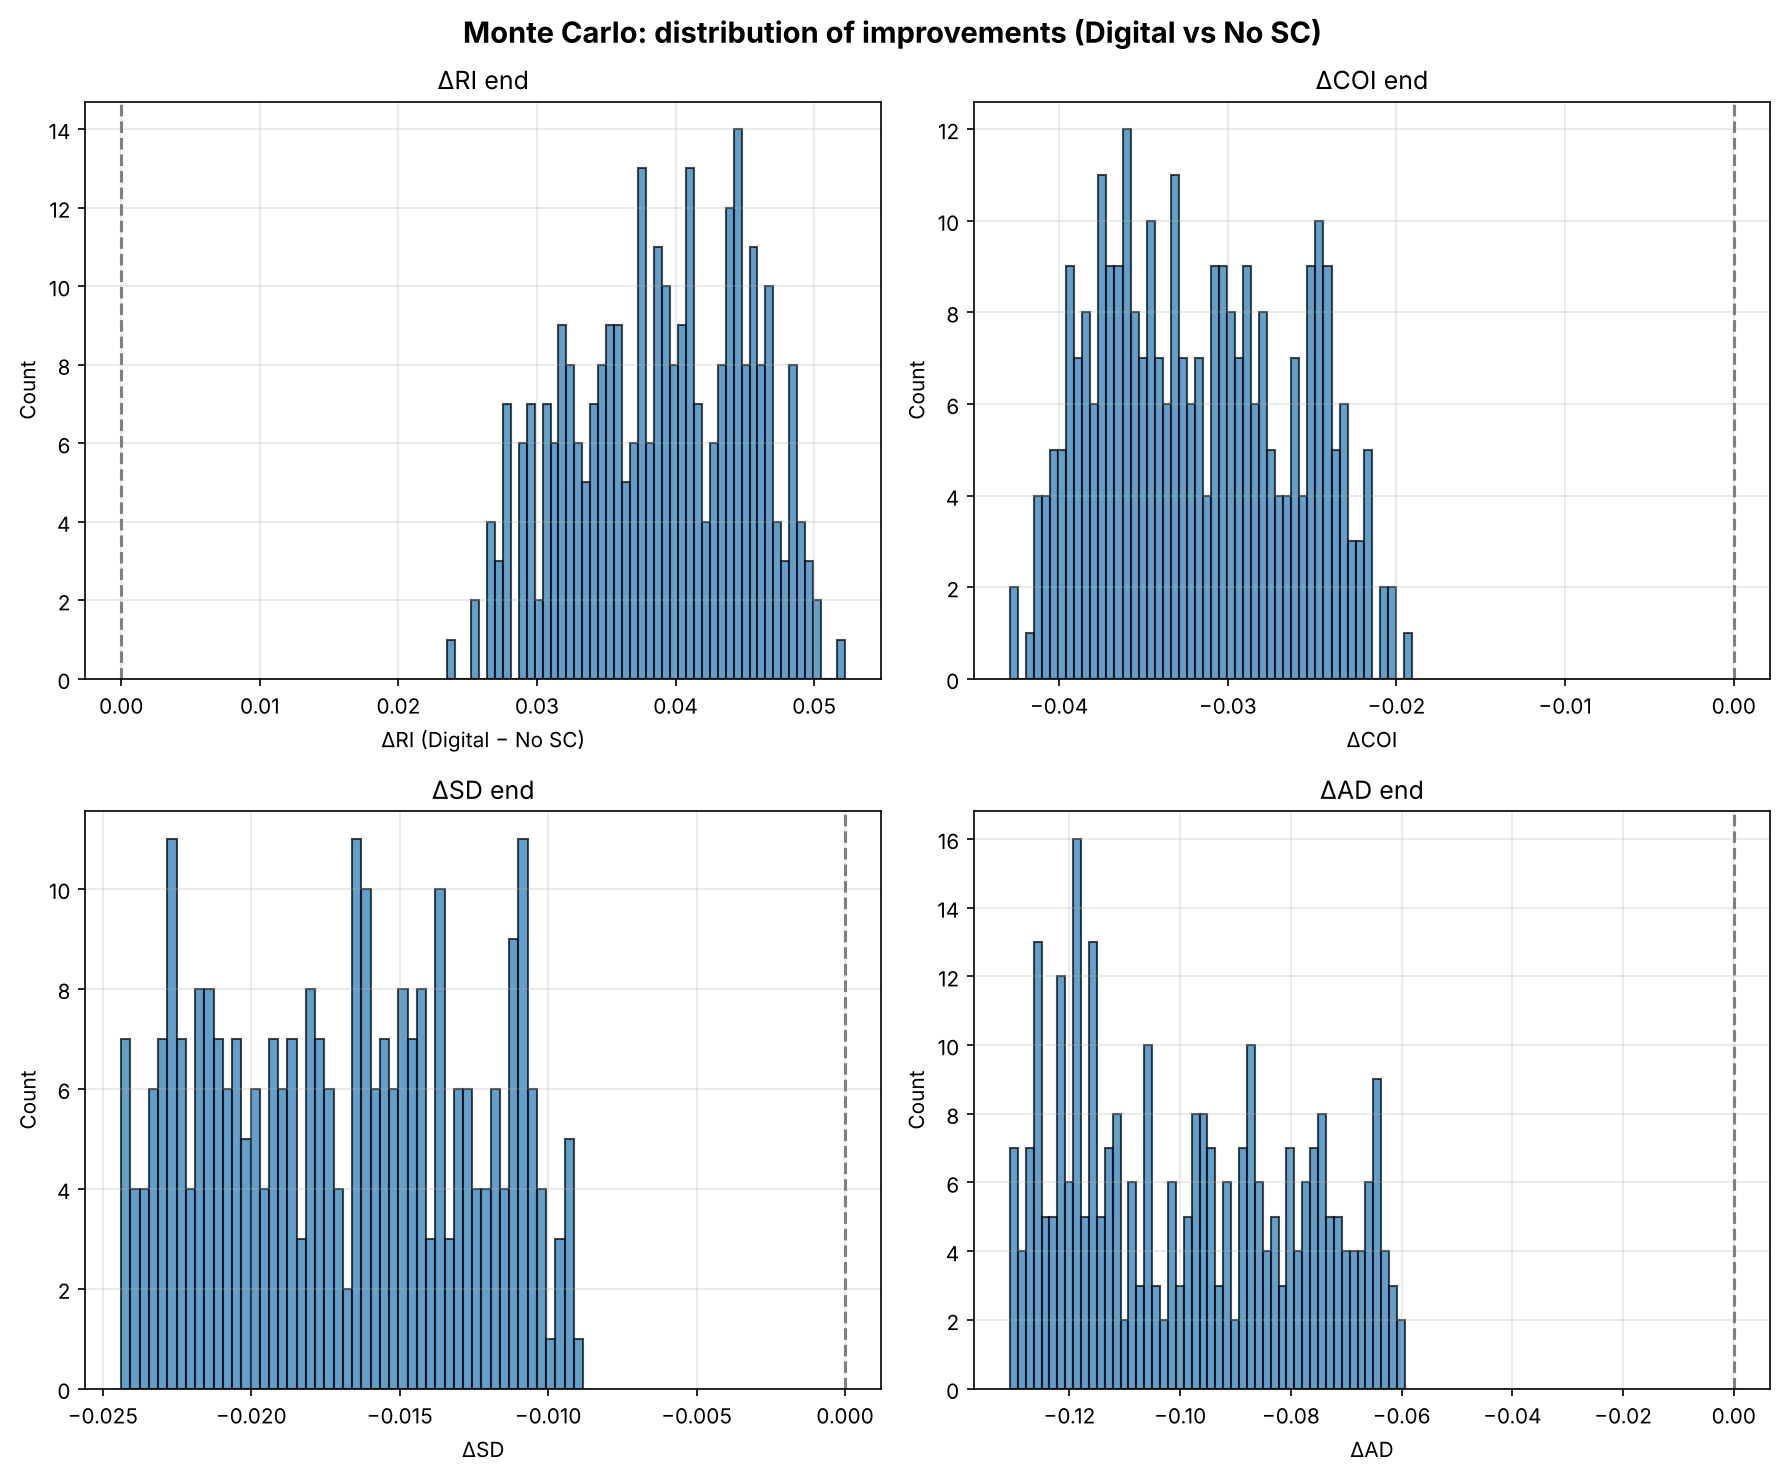 Monte Carlo: distribution of improvements (Digital vs No SC)
ΔRI end
Count
14
12
10
8
6
4
2
0
0.00 0.01 0.02 0.03 0.04 0.05
ΔRI (Digital − No SC)
ΔCOI end
Count
12
10
8
6
4
2
0
−0.04 −0.03 −0.02 −0.01 0.00
ΔCOI
ΔSD end
Count
10
8
6
4
2
0
−0.025 −0.020 −0.015 −0.010 −0.005 0.000
ΔSD
ΔAD end
Count
16
14
12
10
8
6
4
2
0
−0.12 −0.10 −0.08 −0.06 −0.04 −0.02 0.00
ΔAD